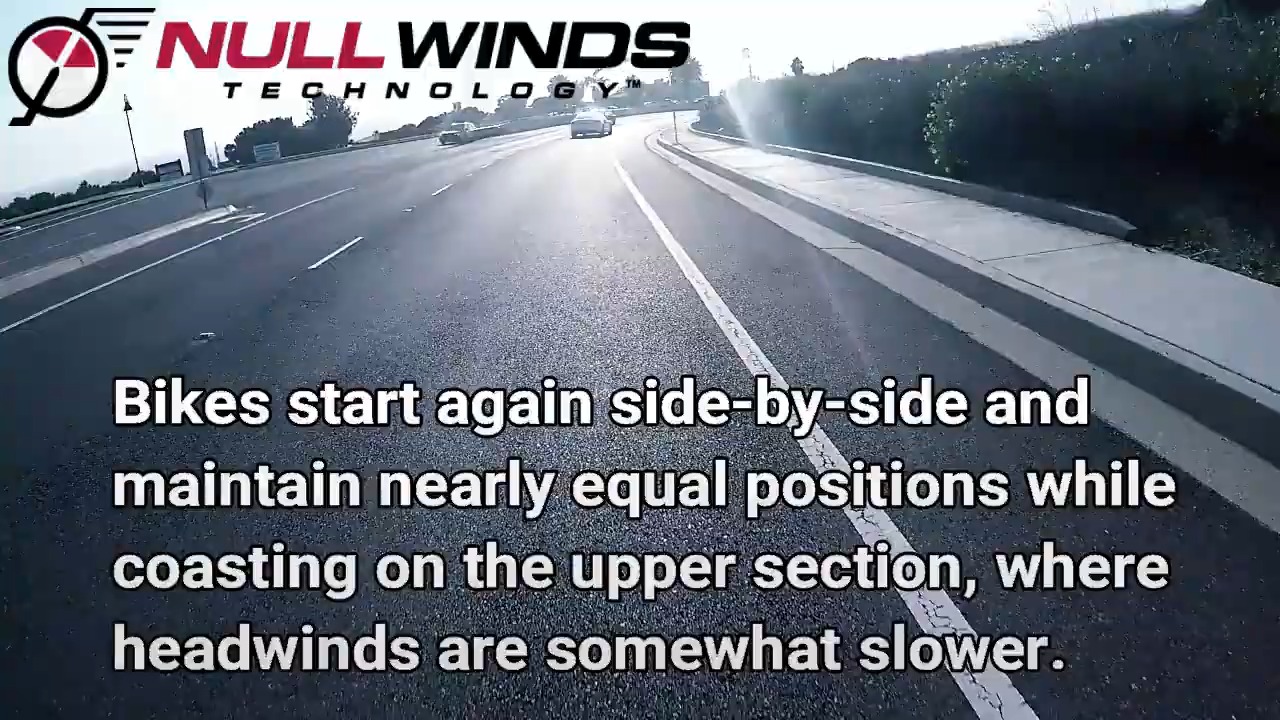 NULLWINDS
TECHNOLOGY™
Bikes start again side-by-side and
maintain nearly equal positions while
coasting on the upper section, where
headwinds are somewhat slower.